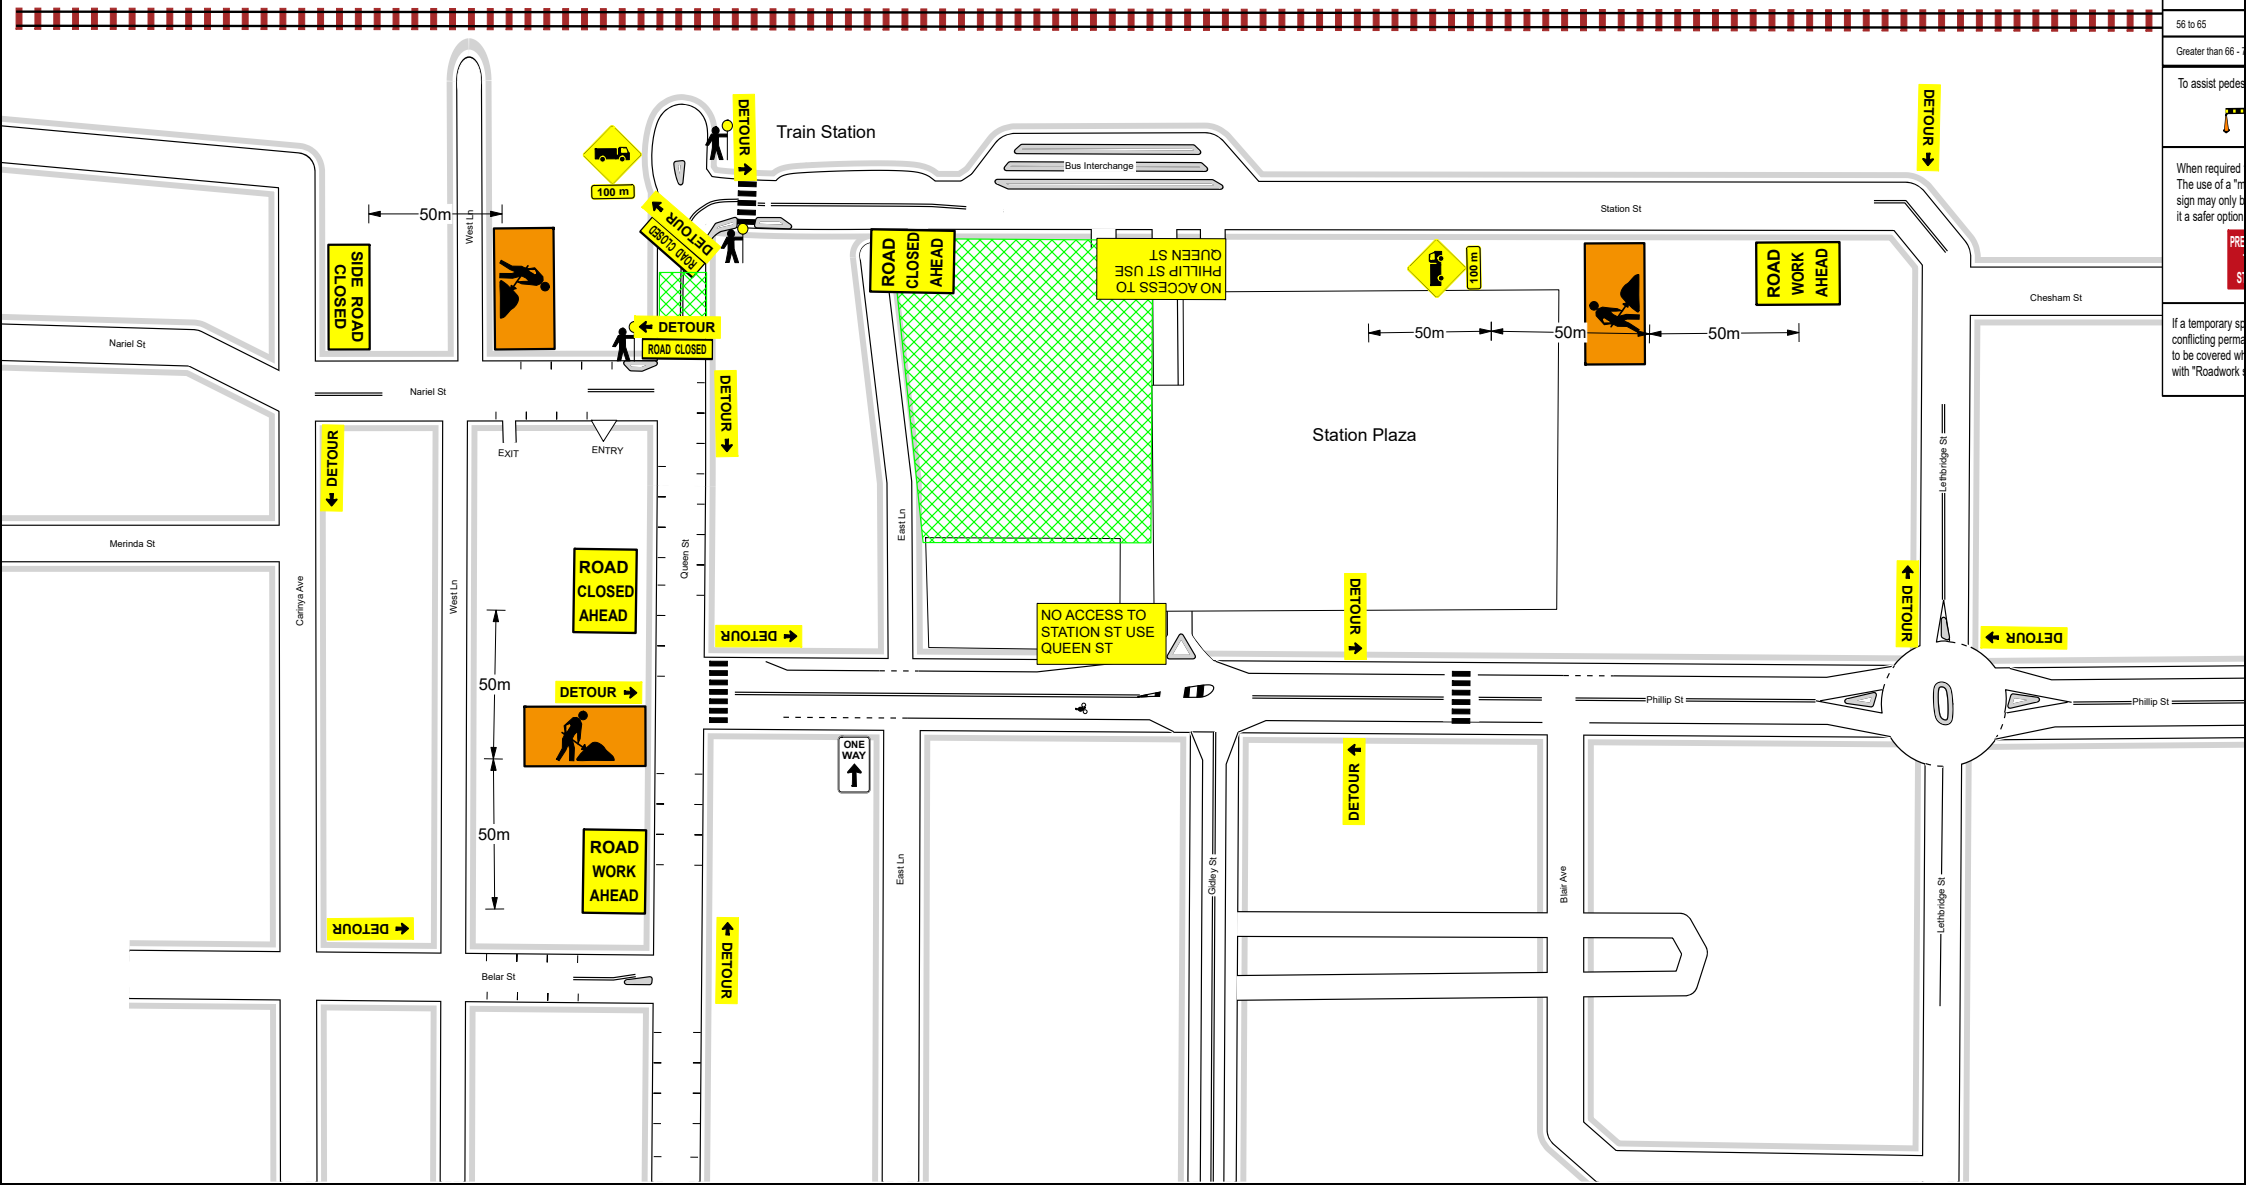 56 to 65
Greater than 66 -
To assist
When required
The use of a
sign may only
it a safer option
If a temporary
conflicting
to be covered
with "Roadwork
DETOUR
Train Station
DETOUR
100 m
Bus Interchange
DETOUR
ROAD CLOSED
50m
West Ln
Station St
SIDE ROAD
CLOSED
ROAD
CLOSED
AHEAD
NO ACCESS TO
PHILLIP ST USE
QUEEN ST
100 m
ROAD
WORK
AHEAD
Chesham St
50m
50m
50m
DETOUR
ROAD CLOSED
Nariel St
Nariel St
DETOUR
DETOUR
EXIT
ENTRY
Station Plaza
Lethbridge St
Merinda St
East Ln
Queen St
Carinya Ave
West Ln
ROAD
CLOSED
AHEAD
DETOUR
NO ACCESS TO
STATION ST USE
QUEEN ST
DETOUR
DETOUR
DETOUR
50m
DETOUR
Phillip St
Phillip St
ONE
WAY
DETOUR
50m
ROAD
WORK
AHEAD
East Ln
Gidley St
Blair Ave
Lethbridge St
DETOUR
DETOUR
Belar St